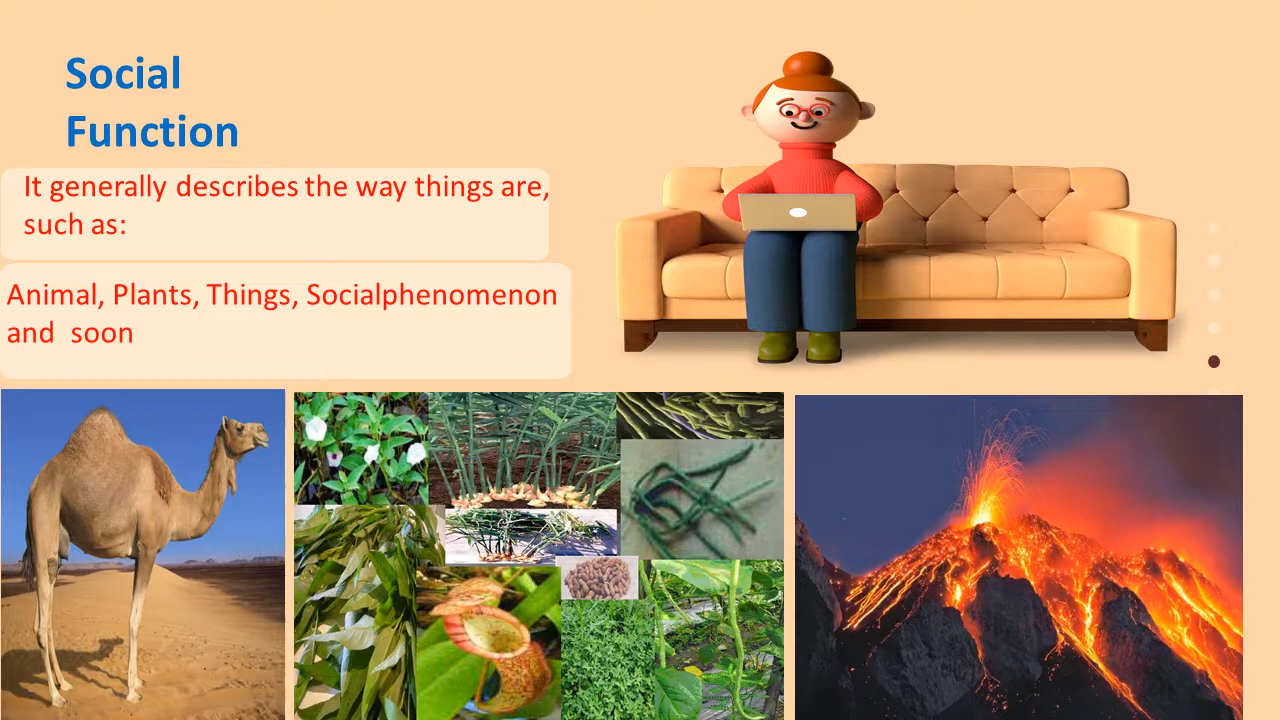 Social
Function
It generally describes the way things are,
such as:
Animal, Plants, Things, Socialphenomenon
and soon